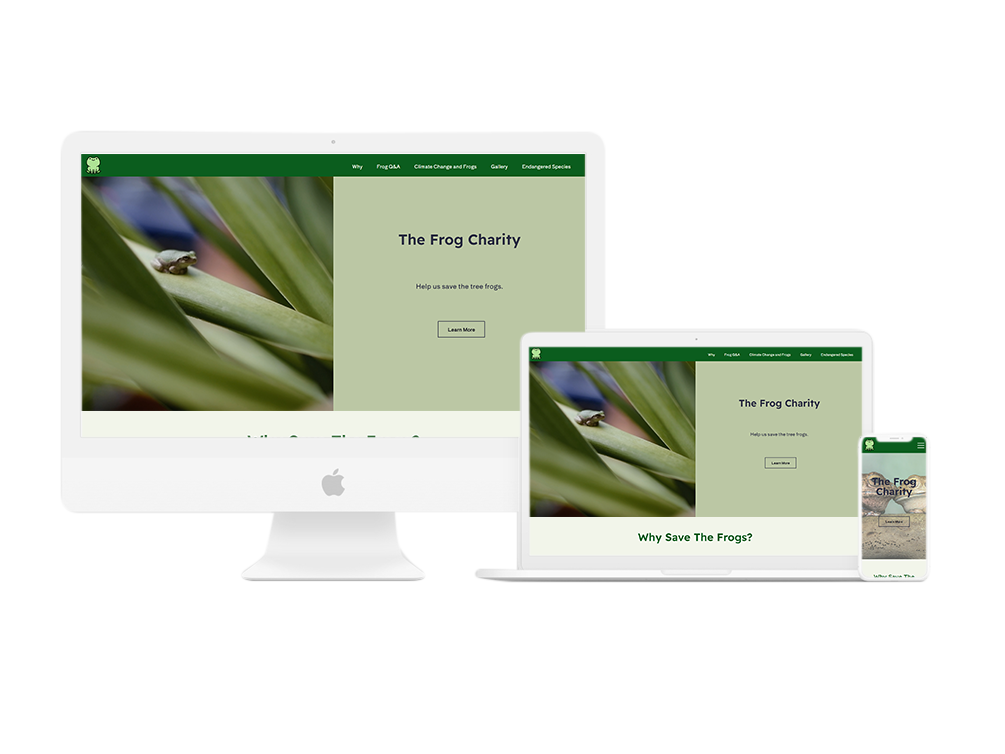 Why Frog Q&A Climate Change and Frogs Gallery Endangered Species
The Frog Charity
Help us save the tree frogs.
Learn More
Why Frog Q&A Climate Change and Frogs Gallery Endangered Species
The Frog Charity
Help us save the tree frogs.
Learn More
Why Save The Frogs?
The Frog
Charity
Learn More
Why Save The